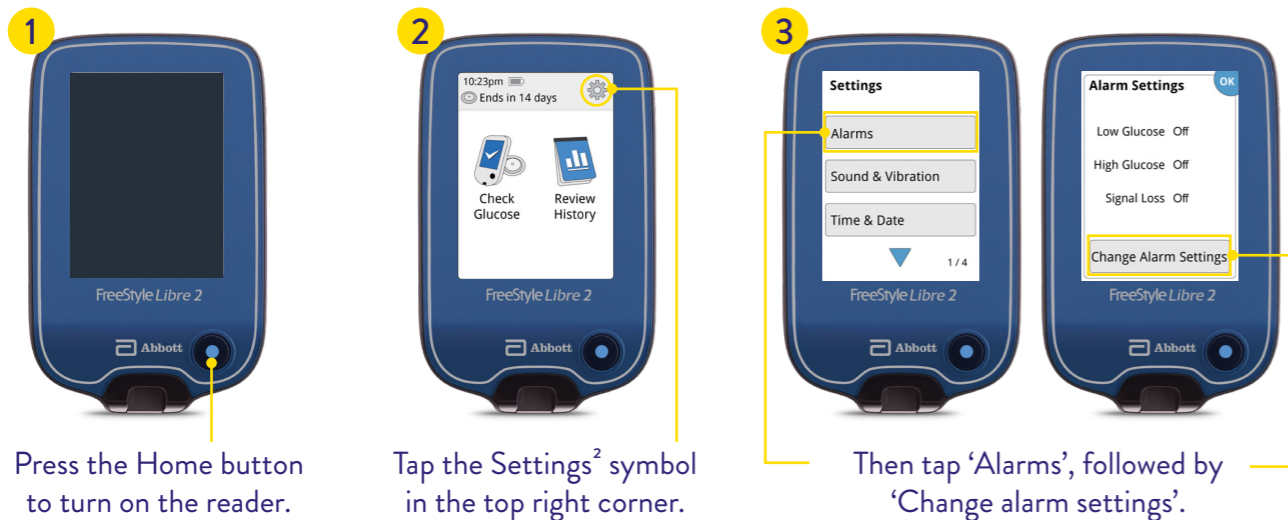 1
FreeStyle Libre 2
Abbott
Press the Home button
to turn on the reader.
2
10:23pm
Ends in 14 days
Check
Glucose
Review
History
FreeStyle Libre 2
Abbott
Tap the Settings² symbol
in the top right corner.
3
Settings
Alarms
Sound & Vibration
Time & Date
1 / 4
FreeStyle Libre 2
Abbott
OK
Alarm Settings
Low Glucose Off
High Glucose Off
Signal Loss Off
Change Alarm Settings
FreeStyle Libre 2
Abbott
Then tap ‘Alarms’, followed by
‘Change alarm settings’.